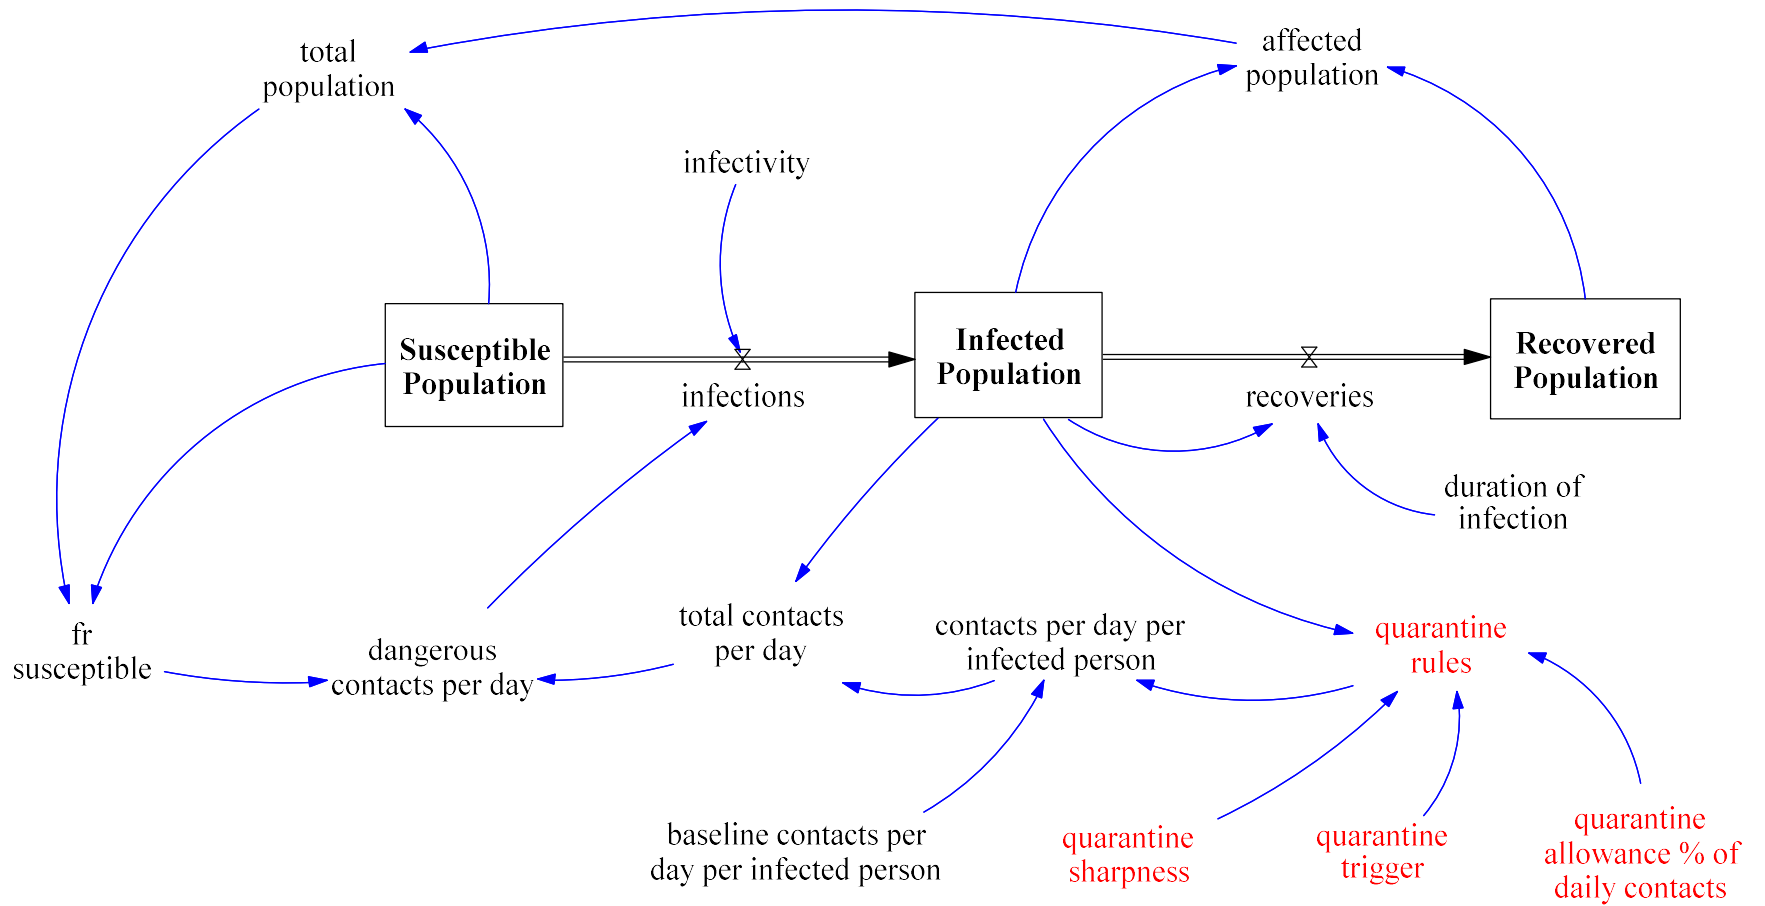 total
population
affected
population
infectivity
Susceptible
Population
infections
Infected
Population
recoveries
Recovered
Population
duration of
infection
fr
susceptible
dangerous
contacts per day
total contacts
per day
contacts per day per
infected person
quarantine
rules
baseline contacts per
day per infected person
quarantine
sharpness
quarantine
trigger
quarantine
allowance % of
daily contacts